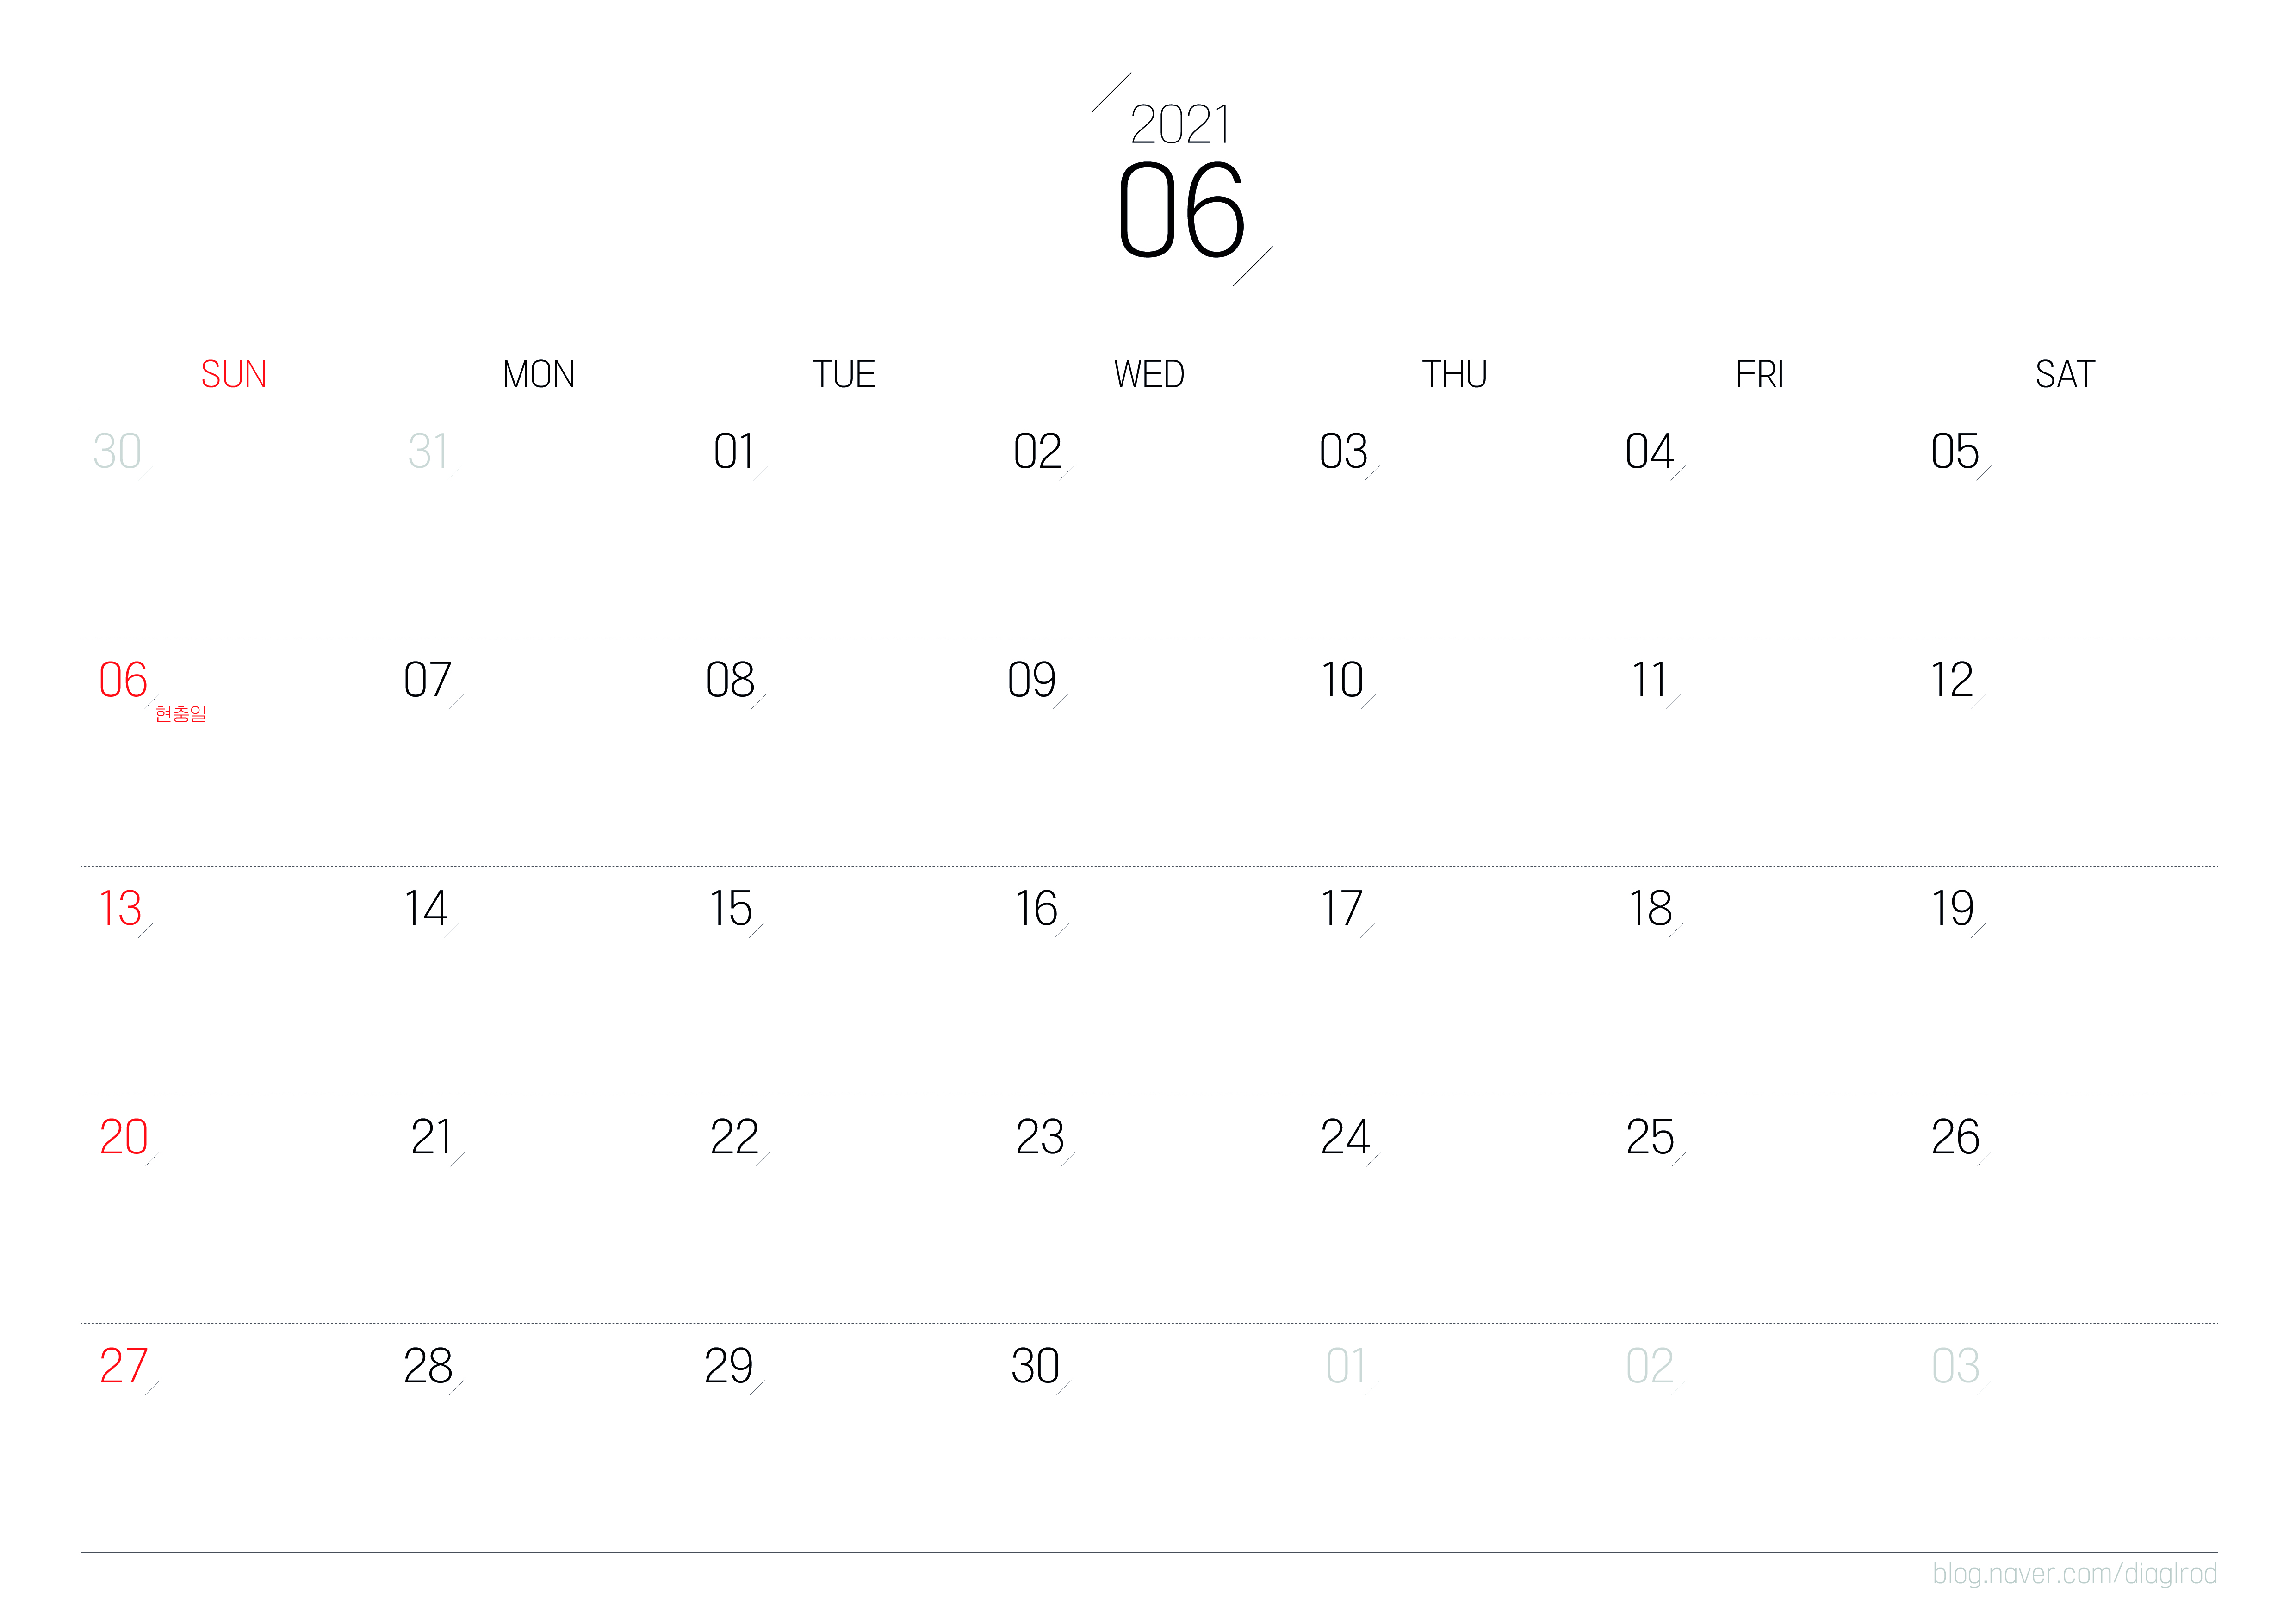 2021
06
SUN MON TUE WED THU FRI SAT
30 31 01 02 03 04 05
06 07 08 09 10 11 12
현충일
13 14 15 16 17 18 19
20 21 22 23 24 25 26
27 28 29 30 01 02 03
blog.naver.com/diaglrod